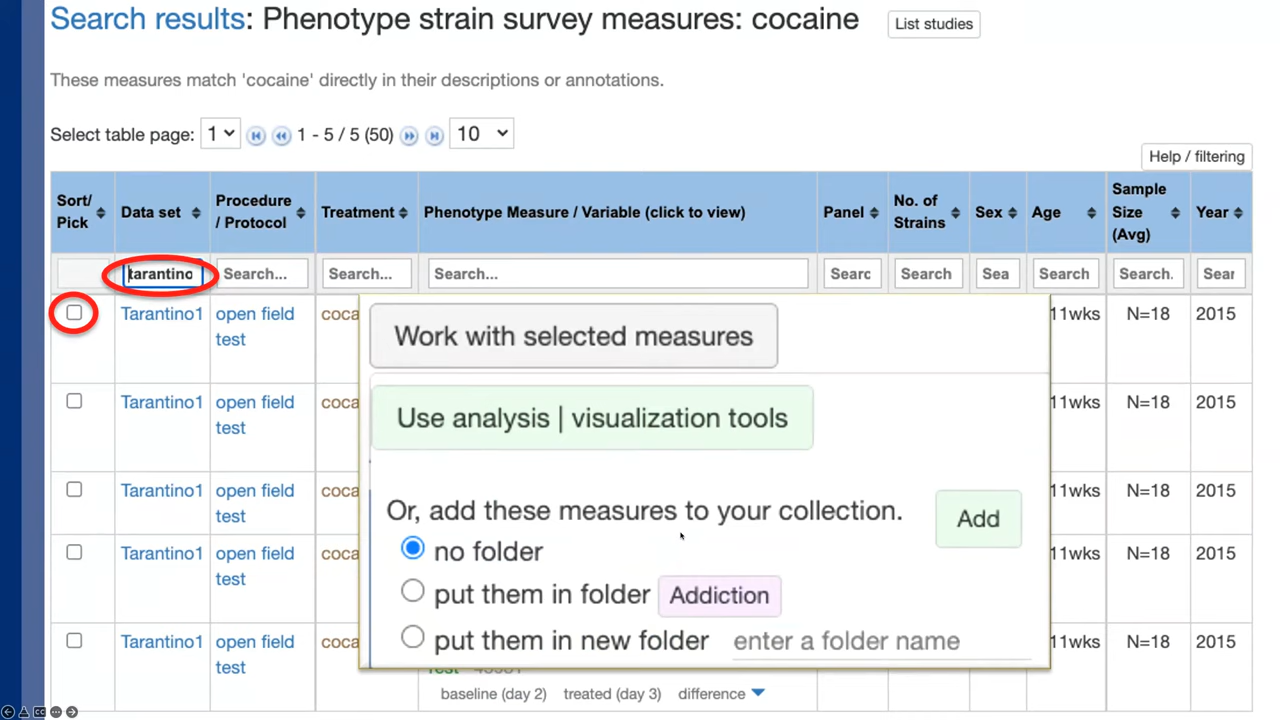 Search results: Phenotype strain survey measures: cocaine
List studies
These measures match 'cocaine' directly in their descriptions or annotations.
Select table page: 1 1 - 5 / 5 (50) 10
Help / filtering
Sort/ Pick
Data set
Procedure / Protocol
Treatment
Phenotype Measure / Variable (click to view)
Panel
No. of Strains
Sex
Age
Sample Size (Avg)
Year
tarantino Search... Search... Search... Searc Search Sea Search Search. Sear
Tarantino1 open field test coca 11wks N=18 2015
Tarantino1 open field test coca 11wks N=18 2015
Tarantino1 open field test coca 11wks N=18 2015
Tarantino1 open field test coca 11wks N=18 2015
Tarantino1 open field test coca 11wks N=18 2015
baseline (day 2) treated (day 3) difference
Work with selected measures
Use analysis | visualization tools
Or, add these measures to your collection.
Add
no folder
put them in folder Addiction
put them in new folder enter a folder name